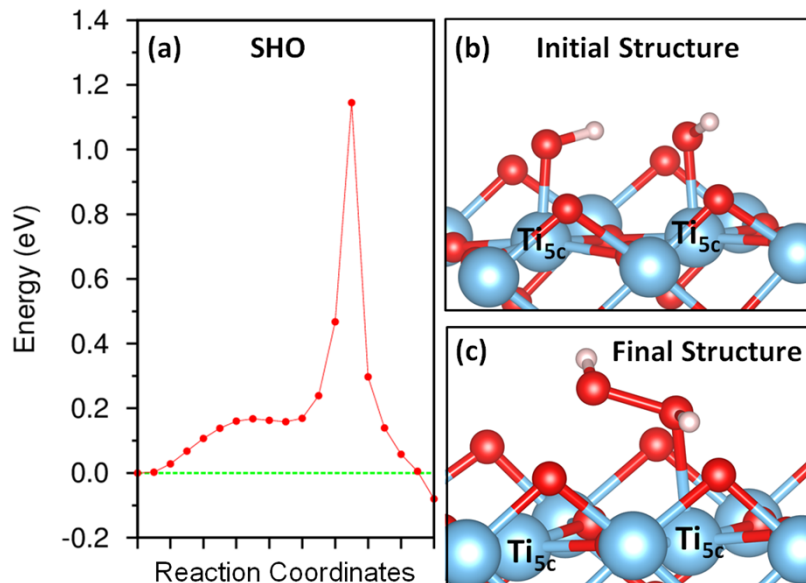 (a) SHO
Energy (eV)
1.4
1.2
1.0
0.8
0.6
0.4
0.2
0.0
-0.2
Reaction Coordinates
(b) Initial Structure
Ti5c Ti5c
(c) Final Structure
Ti5c Ti5c